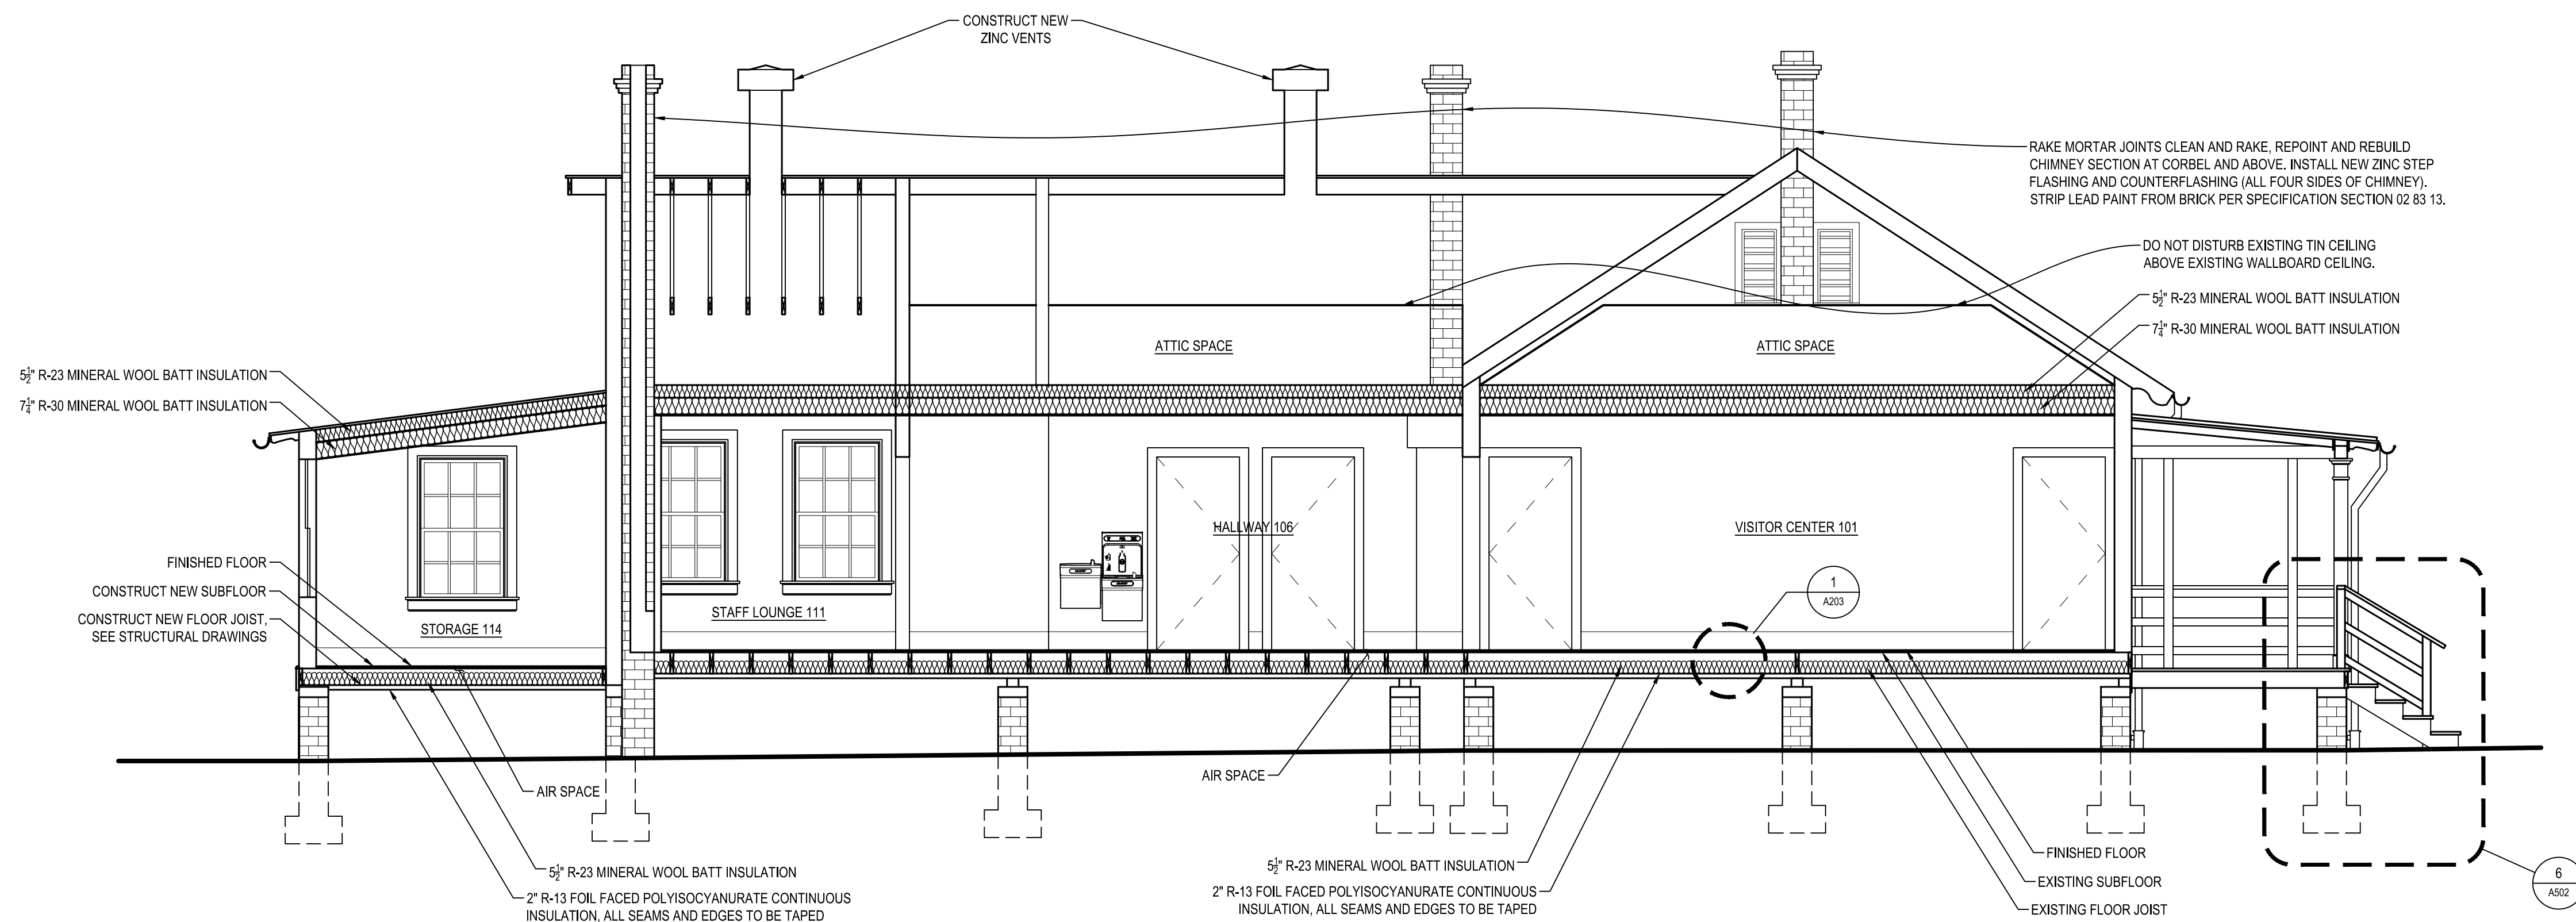 CONSTRUCT NEW
ZINC VENTS
RAKE MORTAR JOINTS CLEAN AND RAKE, REPOINT AND REBUILD
CHIMNEY SECTION AT CORBEL AND ABOVE. INSTALL NEW ZINC STEP
FLASHING AND COUNTERFLASHING (ALL FOUR SIDES OF CHIMNEY).
STRIP LEAD PAINT FROM BRICK PER SPECIFICATION SECTION 02 83 13.
DO NOT DISTURB EXISTING TIN CEILING
ABOVE EXISTING WALLBOARD CEILING.
5½" R-23 MINERAL WOOL BATT INSULATION
7¼" R-30 MINERAL WOOL BATT INSULATION
ATTIC SPACE
ATTIC SPACE
5½" R-23 MINERAL WOOL BATT INSULATION
7¼" R-30 MINERAL WOOL BATT INSULATION
HALLWAY 106
VISITOR CENTER 101
FINISHED FLOOR
CONSTRUCT NEW SUBFLOOR
CONSTRUCT NEW FLOOR JOIST,
SEE STRUCTURAL DRAWINGS
STORAGE 114
STAFF LOUNGE 111
1
A203
AIR SPACE
AIR SPACE
5½" R-23 MINERAL WOOL BATT INSULATION
2" R-13 FOIL FACED POLYISOCYANURATE CONTINUOUS
INSULATION, ALL SEAMS AND EDGES TO BE TAPED
5½" R-23 MINERAL WOOL BATT INSULATION
2" R-13 FOIL FACED POLYISOCYANURATE CONTINUOUS
INSULATION, ALL SEAMS AND EDGES TO BE TAPED
FINISHED FLOOR
EXISTING SUBFLOOR
EXISTING FLOOR JOIST
6
A502